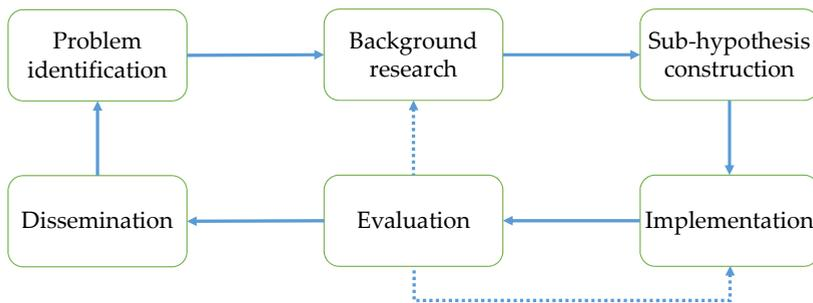 Problem
identification
Background
research
Sub-hypothesis
construction
Dissemination
Evaluation
Implementation